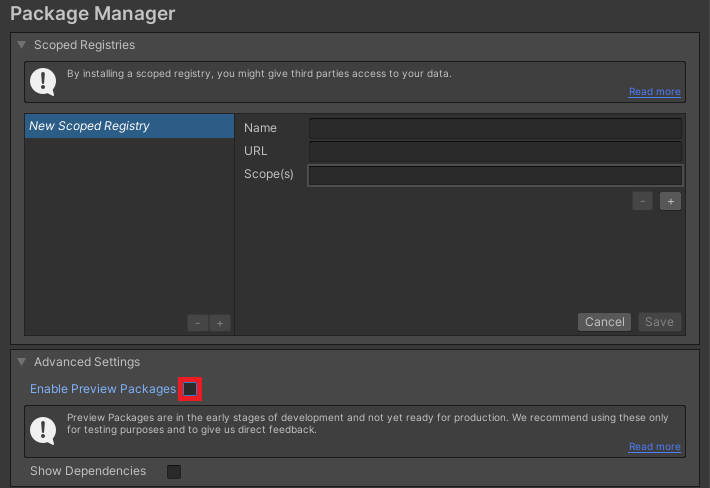 Package Manager
Scoped Registries
By installing a scoped registry, you might give third parties access to your data.
Read more
New Scoped Registry
Name
URL
Scope(s)
- +
- +
Cancel Save
Advanced Settings
Enable Preview Packages
Preview Packages are in the early stages of development and not yet ready for production. We recommend using these only
for testing purposes and to give us direct feedback.
Read more
Show Dependencies